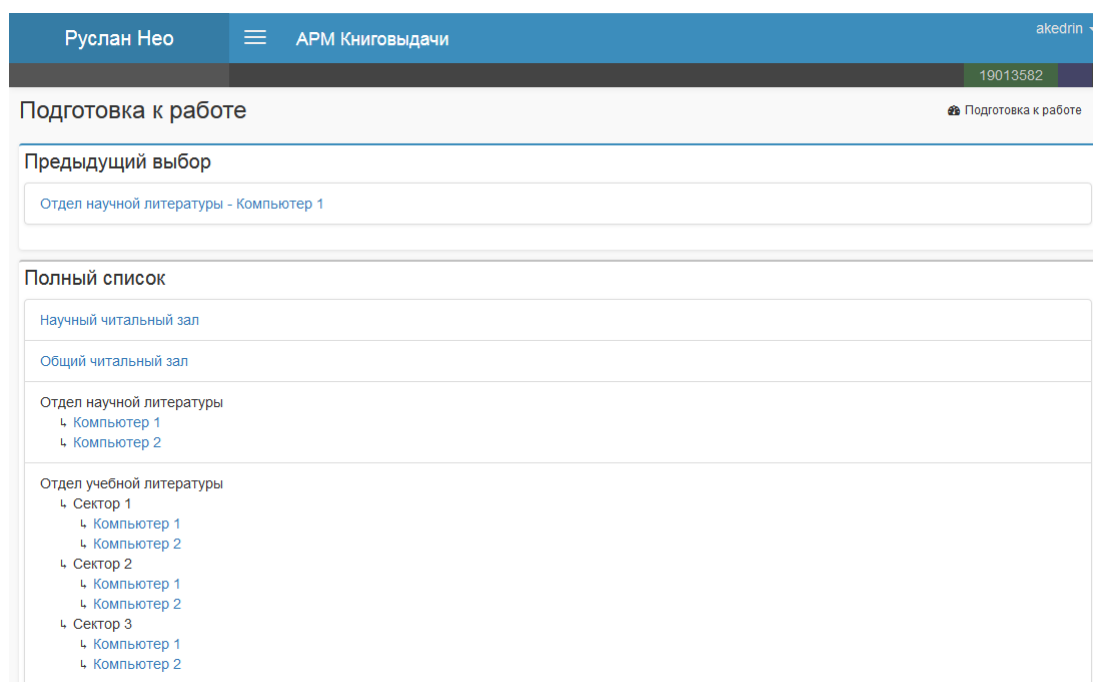 Руслан Нео АРМ Книговыдачи akedrin
19013582
Подготовка к работе Подготовка к работе
Предыдущий выбор
Отдел научной литературы - Компьютер 1
Полный список
Научный читальный зал
Общий читальный зал
Отдел научной литературы
↳ Компьютер 1
↳ Компьютер 2
Отдел учебной литературы
↳ Сектор 1
↳ Компьютер 1
↳ Компьютер 2
↳ Сектор 2
↳ Компьютер 1
↳ Компьютер 2
↳ Сектор 3
↳ Компьютер 1
↳ Компьютер 2